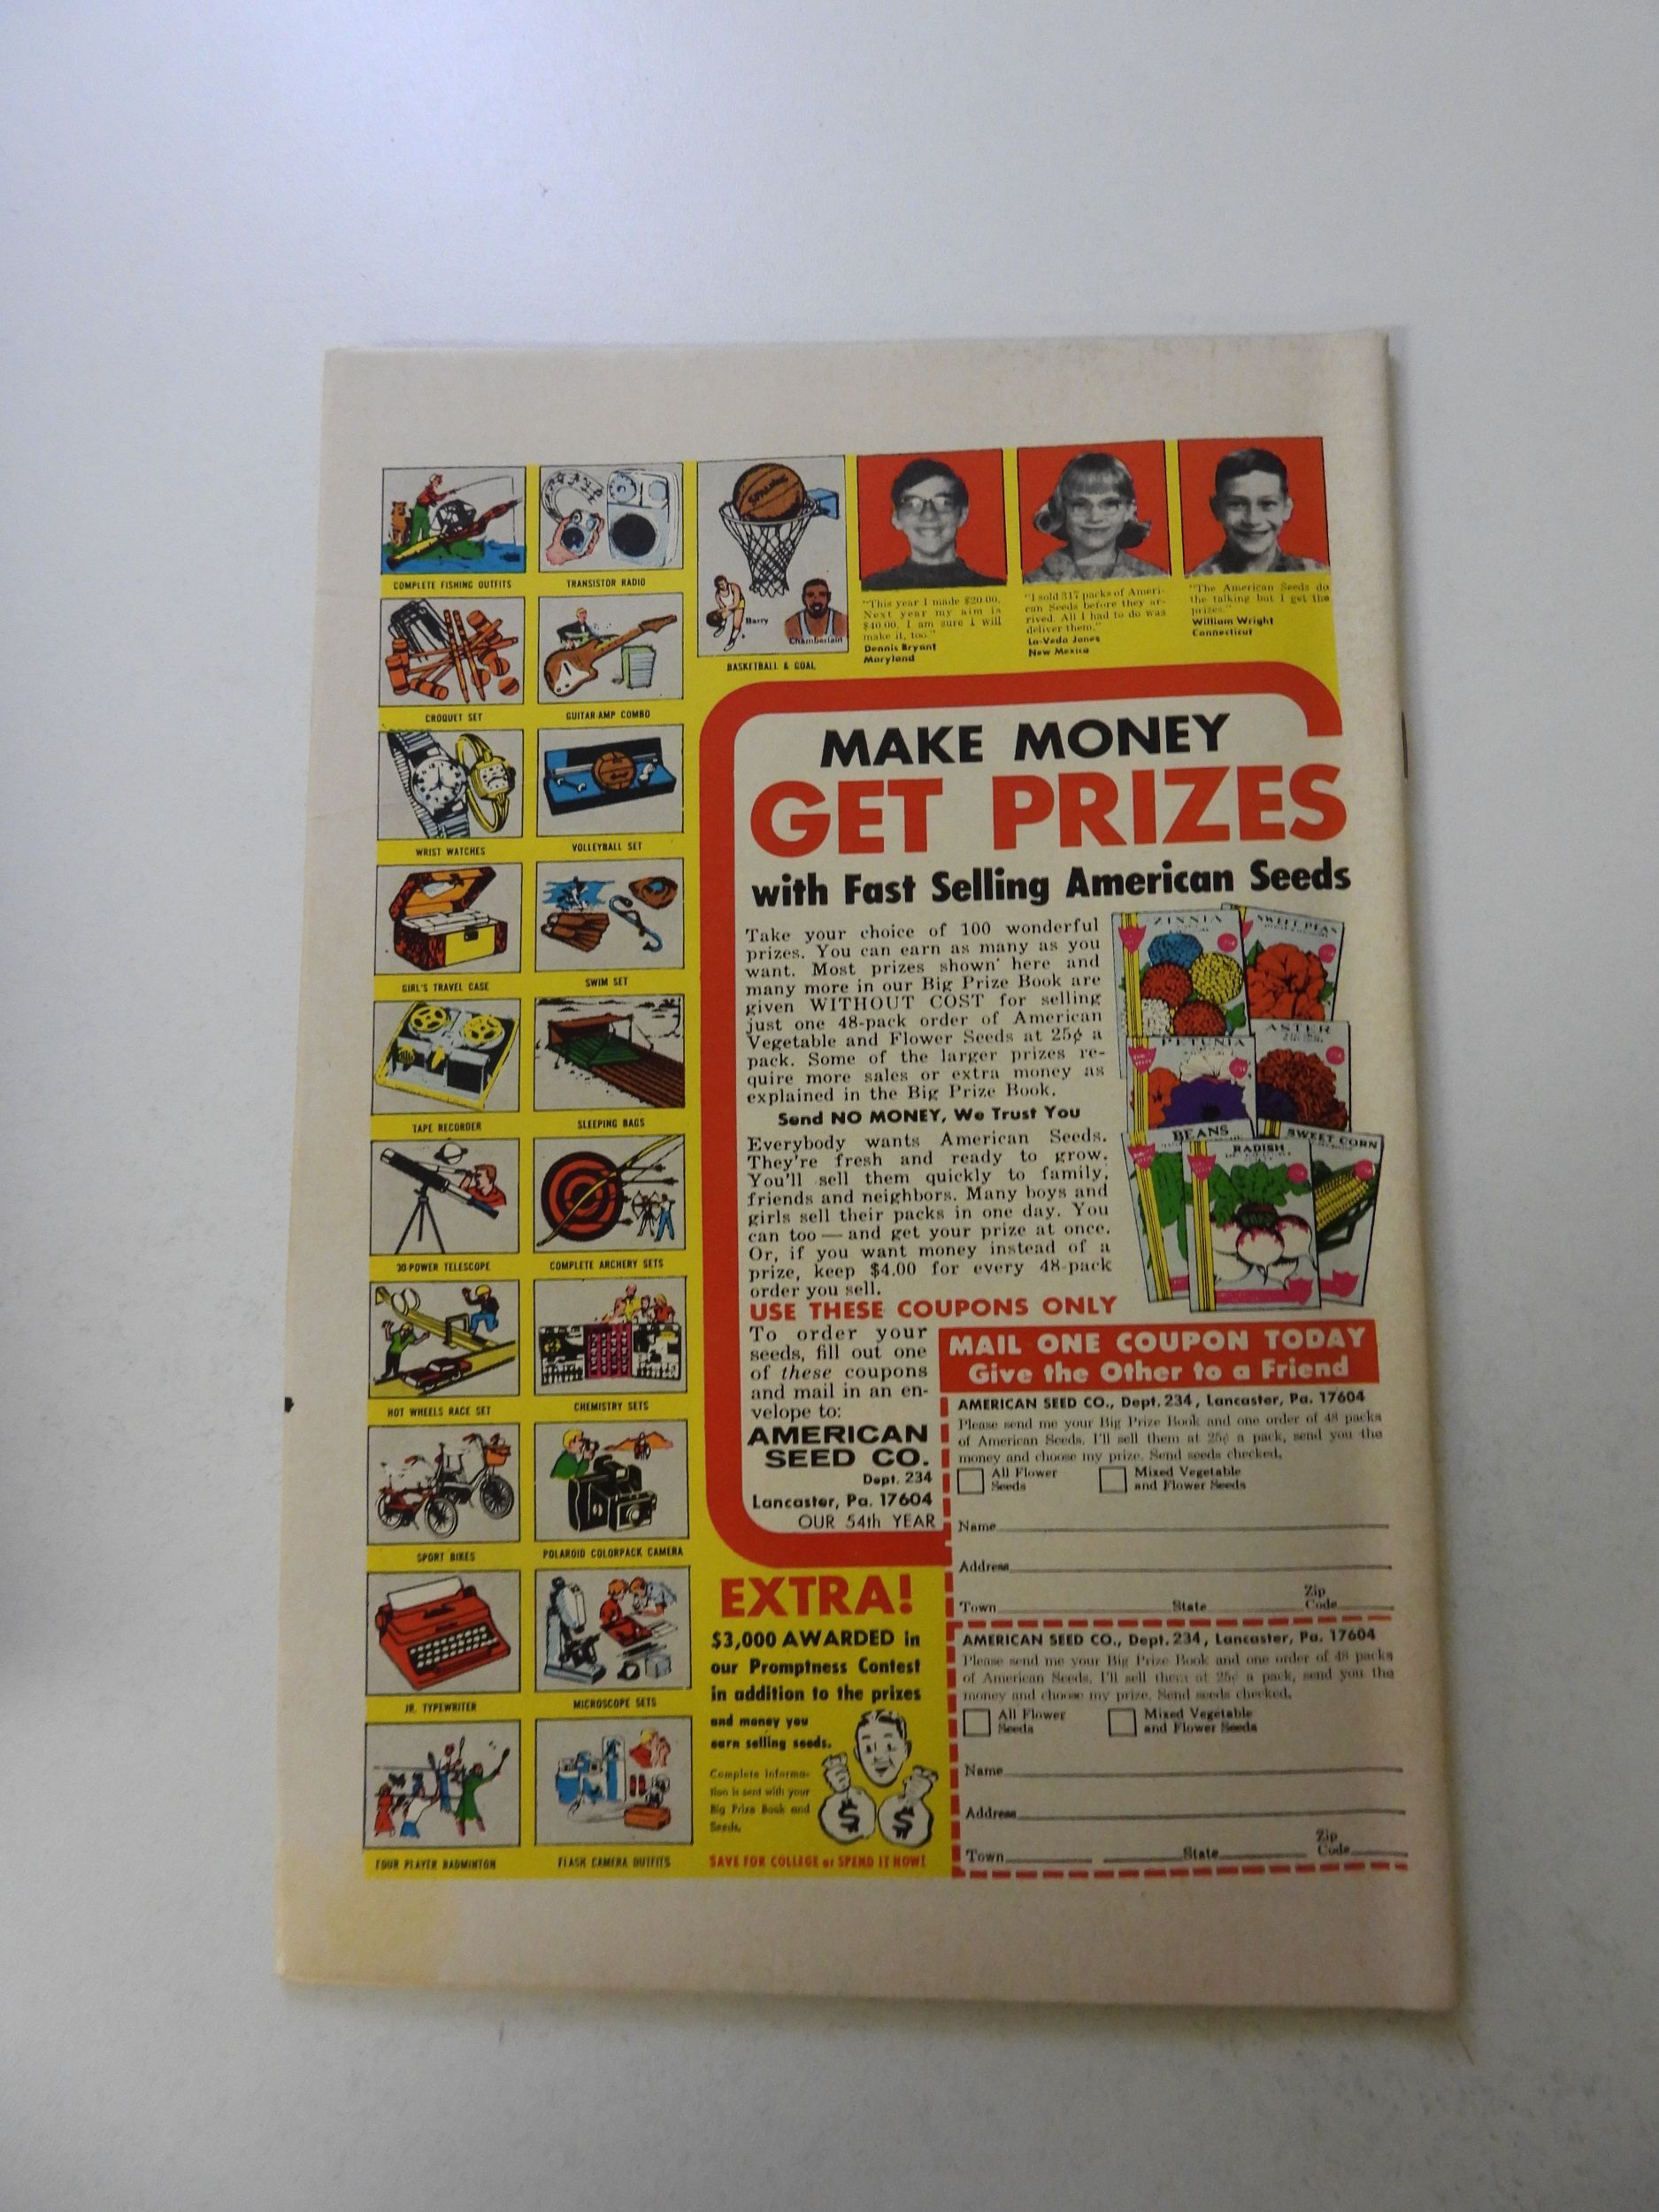 COMPLETE FISHING OUTFITS
TRANSISTOR RADIO
CROQUET SET
GUITAR-AMP COMBO
WRIST WATCHES
VOLLEYBALL SET
GIRL'S TRAVEL CASE
SWIM SET
TAPE RECORDER
SLEEPING BAGS
30-POWER TELESCOPE
COMPLETE ARCHERY SETS
HOT WHEELS RACE SET
CHEMISTRY SETS
SPORT BIKES
POLAROID COLORPACK CAMERA
JR. TYPEWRITER
MICROSCOPE SETS
FOUR PLAYER BADMINTON
FLASH CAMERA OUTFITS
SPALDING
Barry
Chamberlain
BASKETBALL & GOAL
"This year I made $20.00.
Next year my aim is
$40.00. I am sure I will
make it, too."
Dennis Bryant
Maryland
"I sold 317 packs of Ameri-
can Seeds before they ar-
rived. All I had to do was
deliver them."
La-Veda Jones
New Mexico
"The American Seeds do
the talking but I get the
prizes."
William Wright
Connecticut
MAKE MONEY
GET PRIZES
with Fast Selling American Seeds
Take your choice of 100 wonderful
prizes. You can earn as many as you
want. Most prizes shown here and
many more in our Big Prize Book are
given WITHOUT COST for selling
just one 48-pack order of American
Vegetable and Flower Seeds at 25¢ a
pack. Some of the larger prizes re-
quire more sales or extra money as
explained in the Big Prize Book.
Send NO MONEY, We Trust You
Everybody wants American Seeds.
They're fresh and ready to grow.
You'll sell them quickly to family,
friends and neighbors. Many boys and
girls sell their packs in one day. You
can too — and get your prize at once.
Or, if you want money instead of a
prize, keep $4.00 for every 48-pack
order you sell.
ZINNIA
SWEET PEAS
PETUNIA
ASTER
BEANS
RADISH
SWEET CORN
USE THESE COUPONS ONLY
To order your
seeds, fill out one
of these coupons
and mail in an en-
velope to:
AMERICAN
SEED CO.
Dept. 234
Lancaster, Pa. 17604
OUR 54th YEAR
MAIL ONE COUPON TODAY
Give the Other to a Friend
AMERICAN SEED CO., Dept. 234, Lancaster, Pa. 17604
Please send me your Big Prize Book and one order of 48 packs
of American Seeds. I'll sell them at 25¢ a pack, send you the
money and choose my prize. Send seeds checked.
All Flower
Seeds
Mixed Vegetable
and Flower Seeds
Name
Address
Town State Zip
Code
AMERICAN SEED CO., Dept. 234, Lancaster, Pa. 17604
Please send me your Big Prize Book and one order of 48 packs
of American Seeds. I'll sell them at 25¢ a pack, send you the
money and choose my prize. Send seeds checked.
All Flower
Seeds
Mixed Vegetable
and Flower Seeds
Name
Address
Town State Zip
Code
EXTRA!
$3,000 AWARDED in
our Promptness Contest
in addition to the prizes
and money you
earn selling seeds.
Complete Informa-
tion is sent with your
Big Prize Book and
Seeds.
$ $
SAVE FOR COLLEGE or SPEND IT NOW!